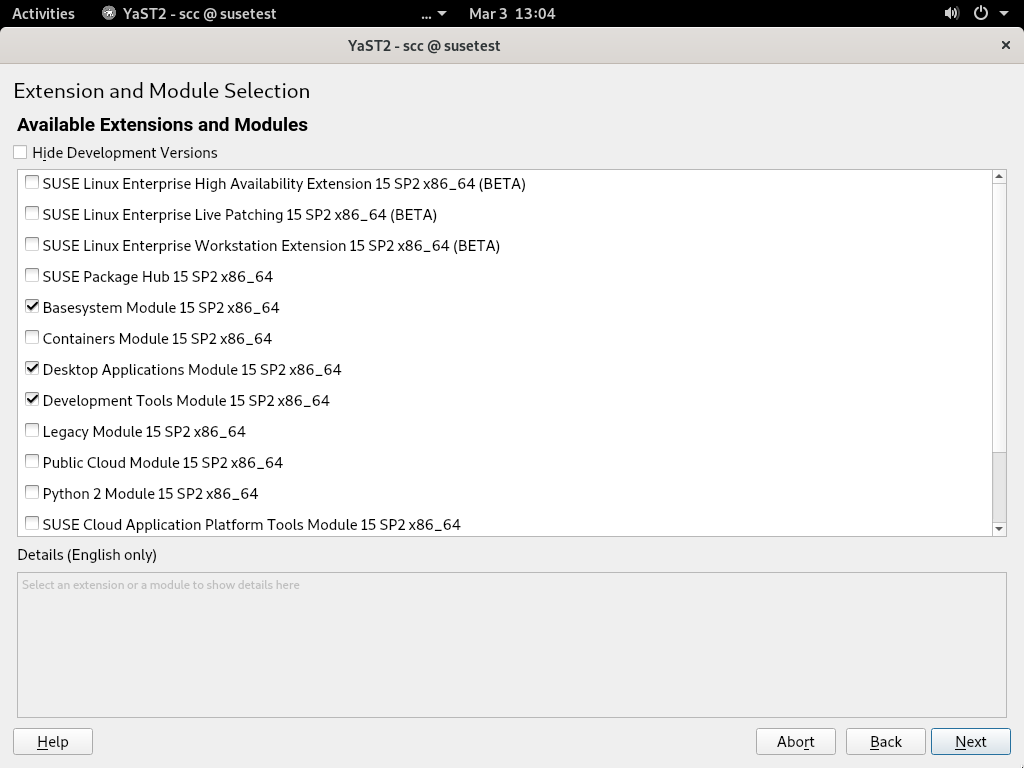 Activities YaST2 - scc @ susetest ... Mar 3 13:04
YaST2 - scc @ susetest ×
Extension and Module Selection
Available Extensions and Modules
Hide Development Versions
SUSE Linux Enterprise High Availability Extension 15 SP2 x86_64 (BETA)
SUSE Linux Enterprise Live Patching 15 SP2 x86_64 (BETA)
SUSE Linux Enterprise Workstation Extension 15 SP2 x86_64 (BETA)
SUSE Package Hub 15 SP2 x86_64
Basesystem Module 15 SP2 x86_64
Containers Module 15 SP2 x86_64
Desktop Applications Module 15 SP2 x86_64
Development Tools Module 15 SP2 x86_64
Legacy Module 15 SP2 x86_64
Public Cloud Module 15 SP2 x86_64
Python 2 Module 15 SP2 x86_64
SUSE Cloud Application Platform Tools Module 15 SP2 x86_64
Details (English only)
Select an extension or a module to show details here
Help Abort Back Next